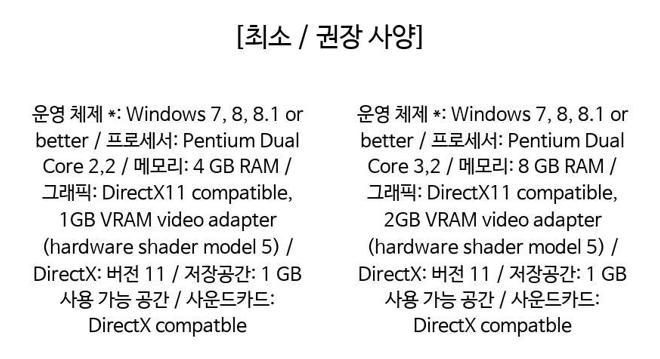 [최소 / 권장 사양]
운영 체제 *: Windows 7, 8, 8.1 or
better / 프로세서: Pentium Dual
Core 2,2 / 메모리: 4 GB RAM /
그래픽: DirectX11 compatible,
1GB VRAM video adapter
(hardware shader model 5) /
DirectX: 버전 11 / 저장공간: 1 GB
사용 가능 공간 / 사운드카드:
DirectX compatble
운영 체제 *: Windows 7, 8, 8.1 or
better / 프로세서: Pentium Dual
Core 3,2 / 메모리: 8 GB RAM /
그래픽: DirectX11 compatible,
2GB VRAM video adapter
(hardware shader model 5) /
DirectX: 버전 11 / 저장공간: 1 GB
사용 가능 공간 / 사운드카드:
DirectX compatble